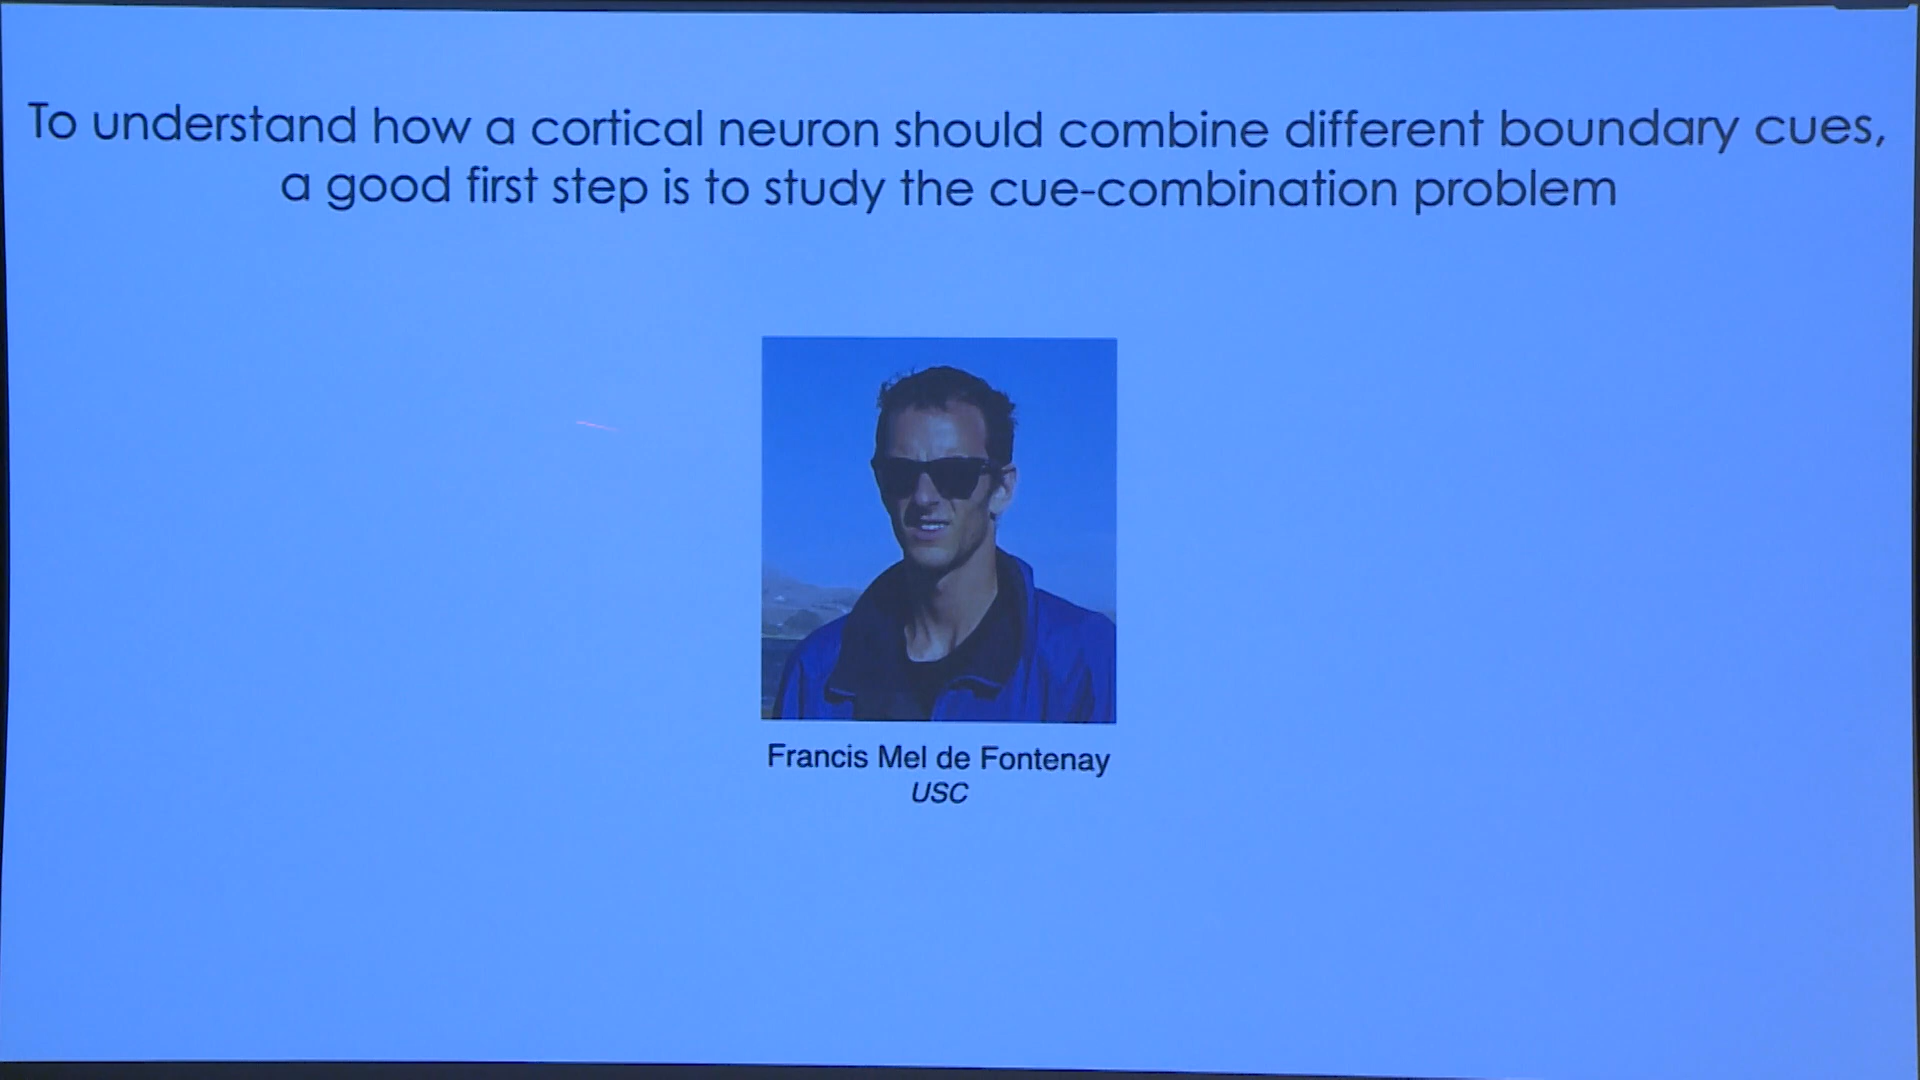 To understand how a cortical neuron should combine different boundary cues,
a good first step is to study the cue-combination problem
Francis Mel de Fontenay
USC